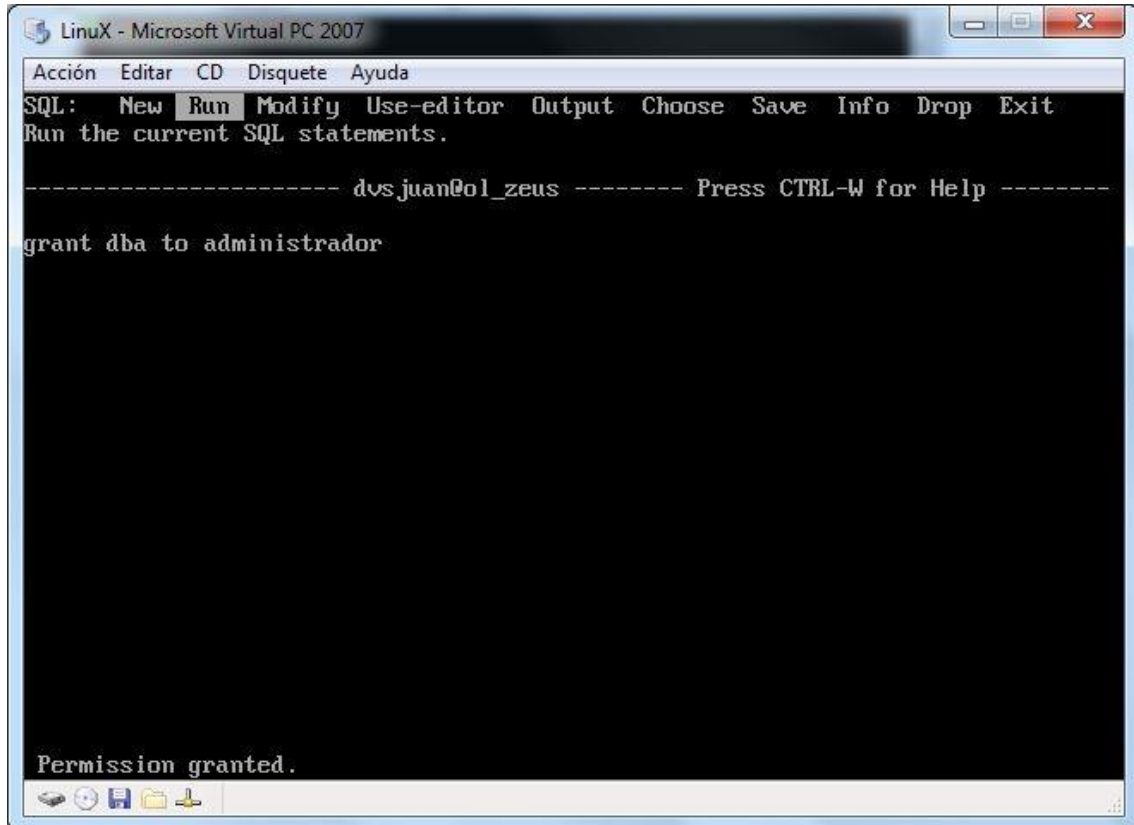 LinuX - Microsoft Virtual PC 2007
Acción Editar CD Disquete Ayuda
SQL: New Run Modify Use-editor Output Choose Save Info Drop Exit
Run the current SQL statements.
----------------------- dvsjuan@ol_zeus -------- Press CTRL-W for Help --------
grant dba to administrador
Permission granted.